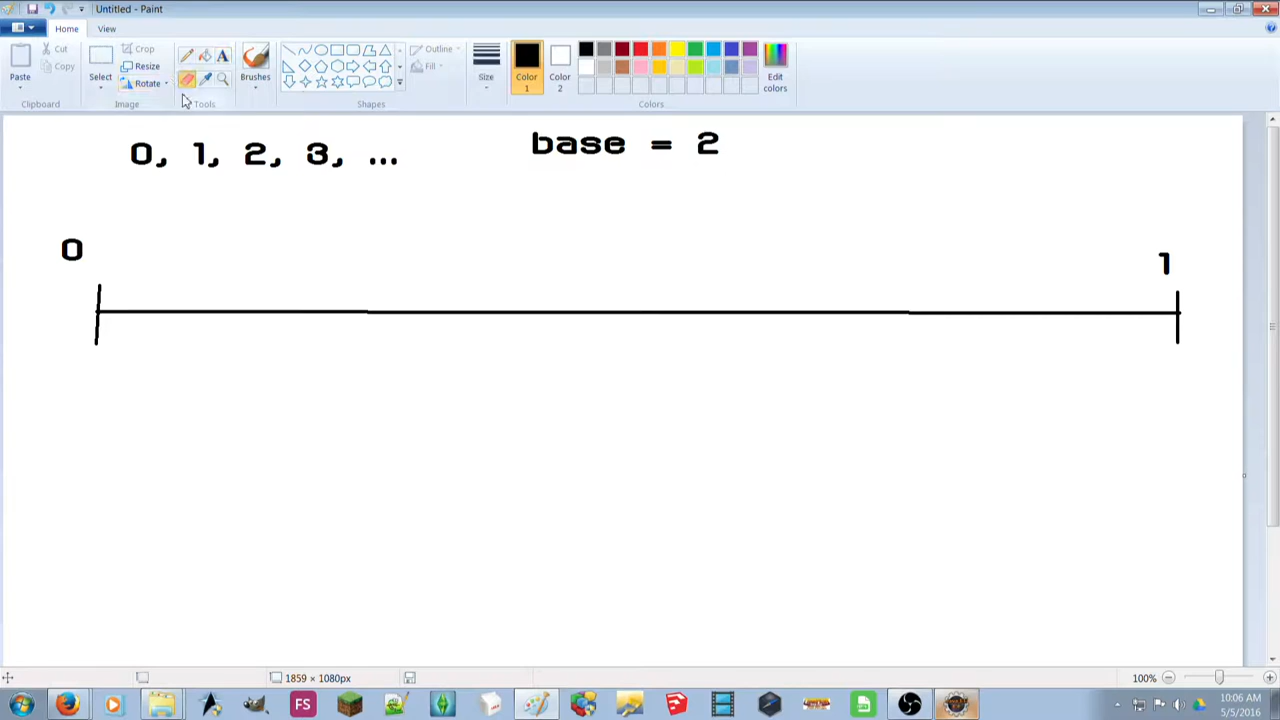 Untitled - Paint
Home View
Paste
Cut
Copy
Clipboard
Select
Crop
Resize
Rotate
Image
A
Tools
Brushes
Outline
Fill
Shapes
Size
Color 1
Color 2
Edit colors
Colors
0, 1, 2, 3, ...
base = 2
0
1
1859 × 1080px
100%
FS
10:06 AM
5/5/2016